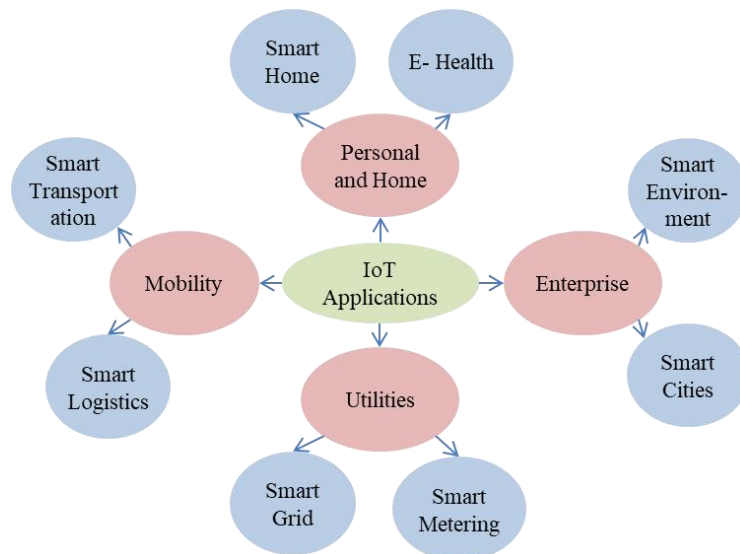 Smart
Home
E- Health
Personal
and Home
Smart
Transport
ation
Smart
Environ-
ment
Mobility
IoT
Applications
Enterprise
Smart
Logistics
Utilities
Smart
Cities
Smart
Grid
Smart
Metering